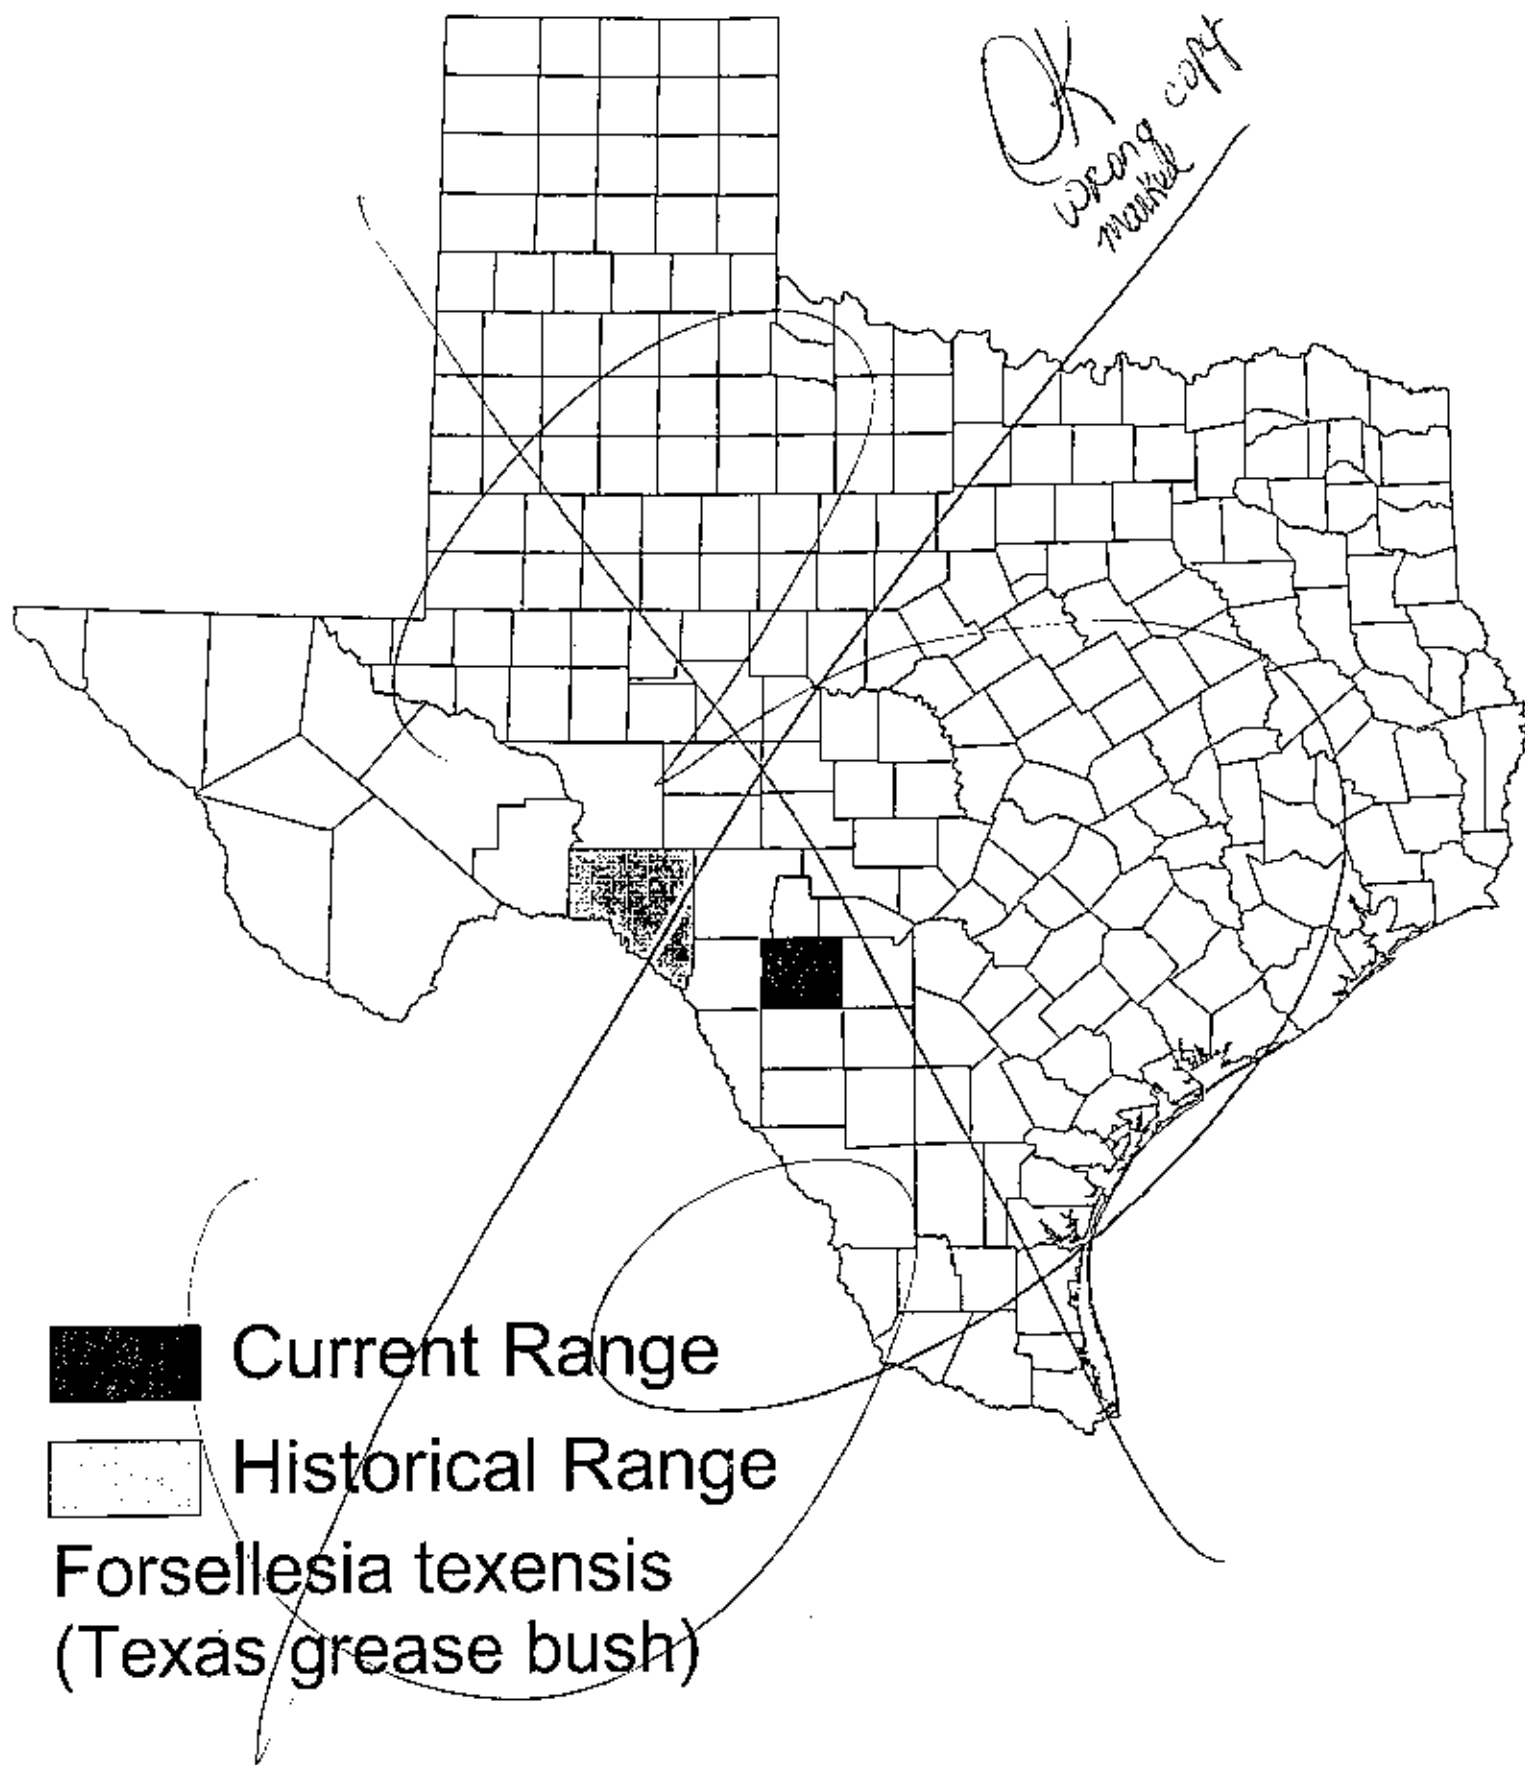 OK
wrong copy
marked
Current Range
Historical Range
Forsellesia texensis
(Texas grease bush)